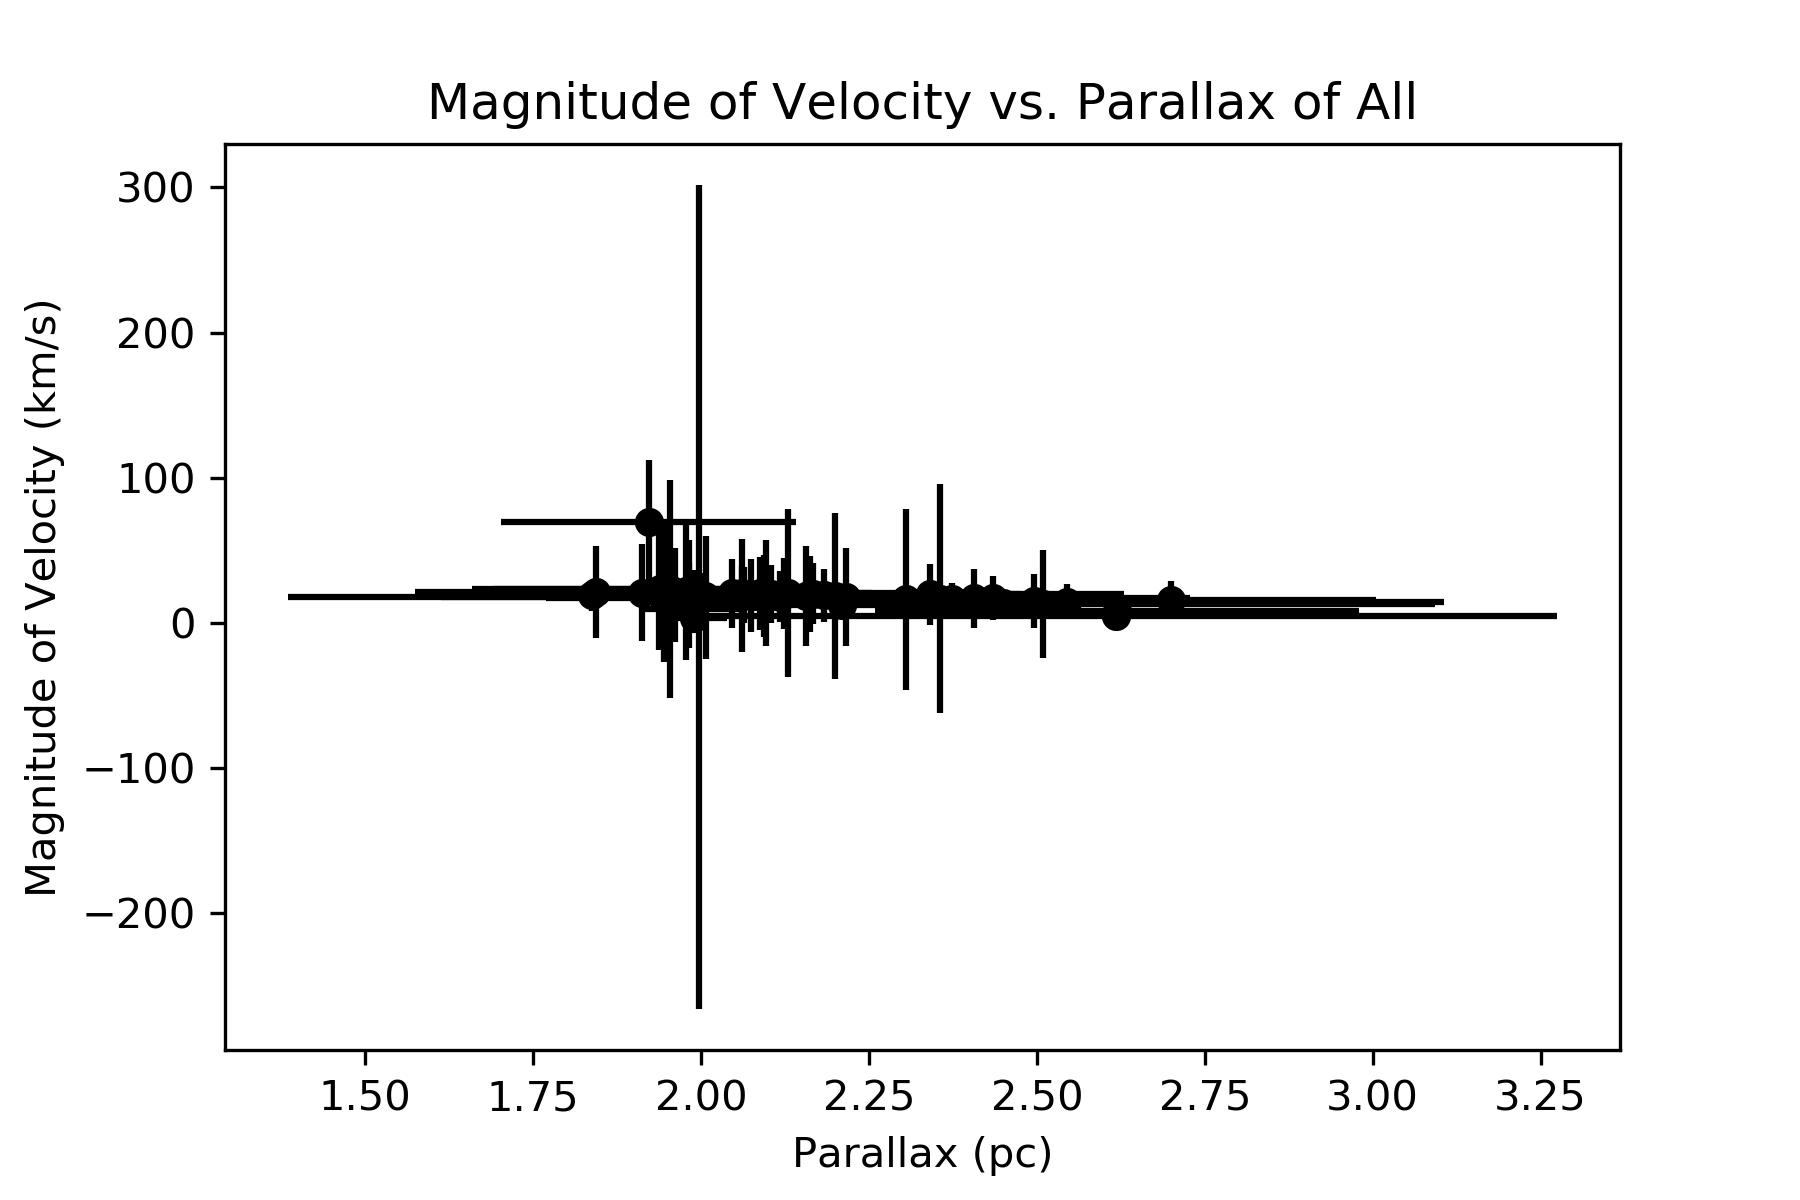 Magnitude of Velocity vs. Parallax of All
300
200
100
0
−100
−200
Magnitude of Velocity (km/s)
1.50 1.75 2.00 2.25 2.50 2.75 3.00 3.25
Parallax (pc)